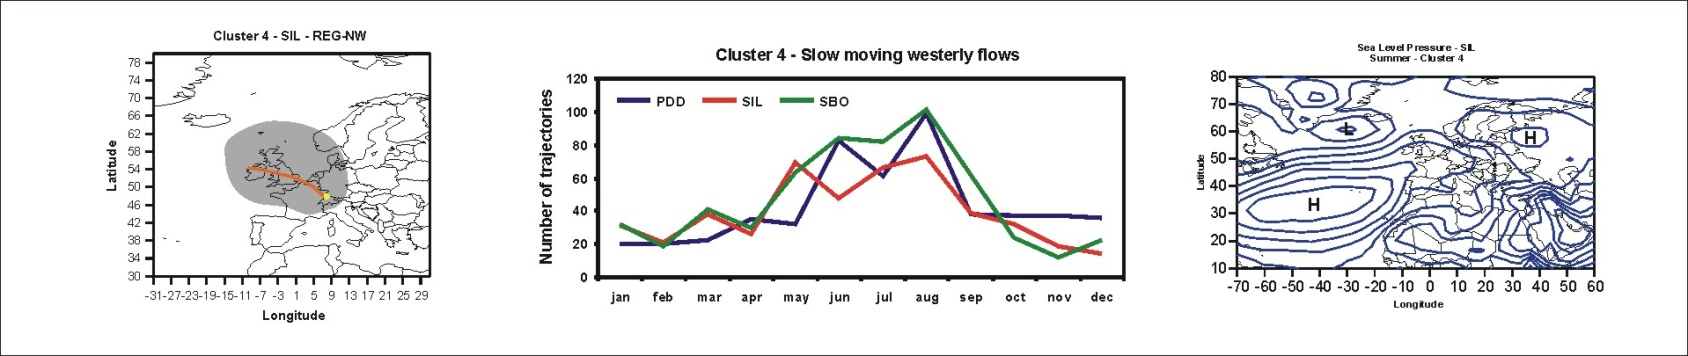 Cluster 4 - SIL - REG-NW
78
74
70
66
62
58
54
50
46
42
38
34
30
Latitude
-31-27-23-19-15-11 -7 -3 1 5 9 13 17 21 25 29
Longitude
Cluster 4 - Slow moving westerly flows
Number of trajectories
120
100
80
60
40
20
0
PDD SIL SBO
jan feb mar apr may jun jul aug sep oct nov dec
Sea Level Pressure - SIL
Summer - Cluster 4
Latitude
80
70
60
50
40
30
20
10
L
H
H
-70 -60 -50 -40 -30 -20 -10 0 10 20 30 40 50 60
Longitude